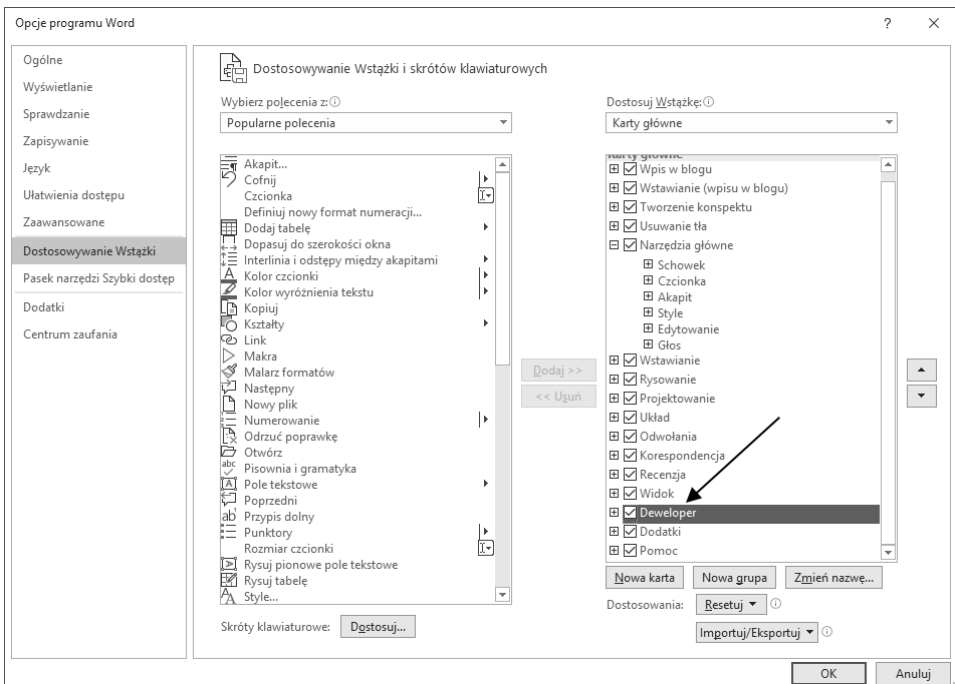 Opcje programu Word
Ogólne
Wyświetlanie
Sprawdzanie
Zapisywanie
Język
Ułatwienia dostępu
Zaawansowane
Dostosowywanie Wstążki
Pasek narzędzi Szybki dostęp
Dodatki
Centrum zaufania
Dostosowywanie Wstążki i skrótów klawiaturowych
Wybierz polecenia z:
Popularne polecenia
Akapit...
Cofnij
Czcionka
Definiuj nowy format numeracji...
Dodaj tabelę
Dopasuj do szerokości okna
Interlinia i odstępy między akapitami
Kolor czcionki
Kolor wyróżnienia tekstu
Kopiuj
Kształty
Link
Makra
Malarz formatów
Następny
Nowy plik
Numerowanie
Odrzuć poprawkę
Otwórz
Pisownia i gramatyka
Pole tekstowe
Poprzedni
Przypis dolny
Punktory
Rozmiar czcionki
Rysuj pionowe pole tekstowe
Rysuj tabelę
Style...
Skróty klawiaturowe: Dostosuj...
Dodaj >>
<< Usuń
Dostosuj Wstążkę:
Karty główne
Karty główne
Wpis w blogu
Wstawianie (wpisu w blogu)
Tworzenie konspektu
Usuwanie tła
Narzędzia główne
Schowek
Czcionka
Akapit
Style
Edytowanie
Głos
Wstawianie
Rysowanie
Projektowanie
Układ
Odwołania
Korespondencja
Recenzja
Widok
Deweloper
Dodatki
Pomoc
Nowa karta Nowa grupa Zmień nazwę...
Dostosowania: Resetuj
Importuj/Eksportuj
OK Anuluj